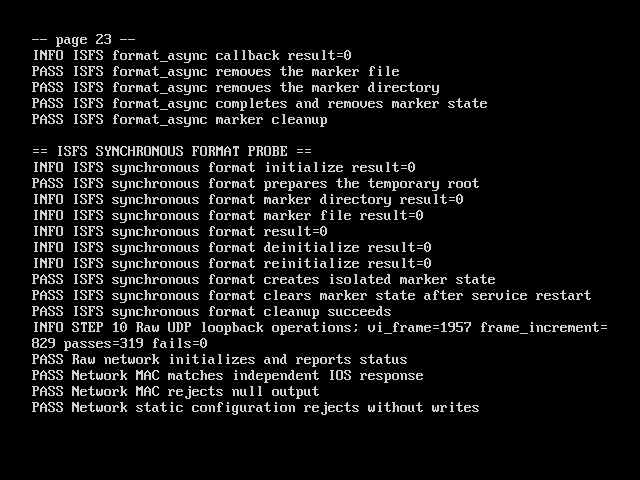 -- page 23 --
INFO ISFS format_async callback result=0
PASS ISFS format_async removes the marker file
PASS ISFS format_async removes the marker directory
PASS ISFS format_async completes and removes marker state
PASS ISFS format_async marker cleanup
== ISFS SYNCHRONOUS FORMAT PROBE ==
INFO ISFS synchronous format initialize result=0
PASS ISFS synchronous format prepares the temporary root
INFO ISFS synchronous format marker directory result=0
INFO ISFS synchronous format marker file result=0
INFO ISFS synchronous format result=0
INFO ISFS synchronous format deinitialize result=0
INFO ISFS synchronous format reinitialize result=0
PASS ISFS synchronous format creates isolated marker state
PASS ISFS synchronous format clears marker state after service restart
PASS ISFS synchronous format cleanup succeeds
INFO STEP 10 Raw UDP loopback operations; vi_frame=1957 frame_increment=
829 passes=319 fails=0
PASS Raw network initializes and reports status
PASS Network MAC matches independent IOS response
PASS Network MAC rejects null output
PASS Network static configuration rejects without writes